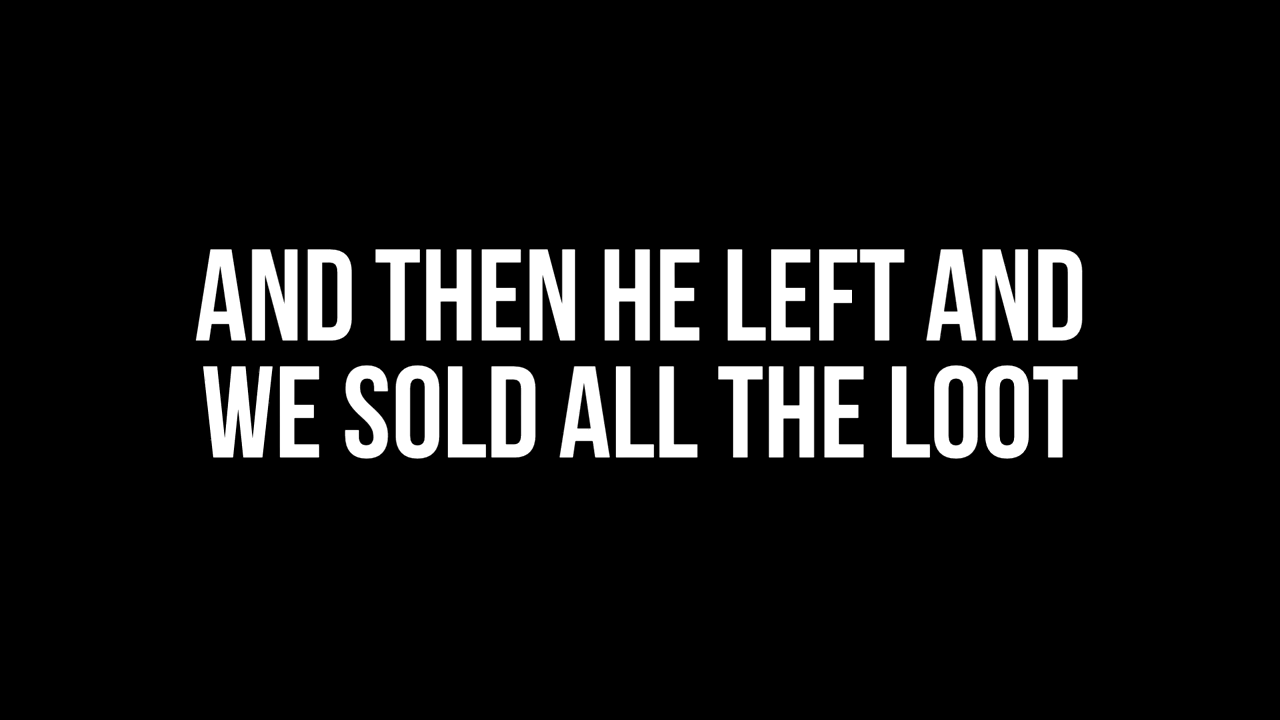 AND THEN HE LEFT AND
WE SOLD ALL THE LOOT